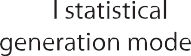 l statistical
generation mode